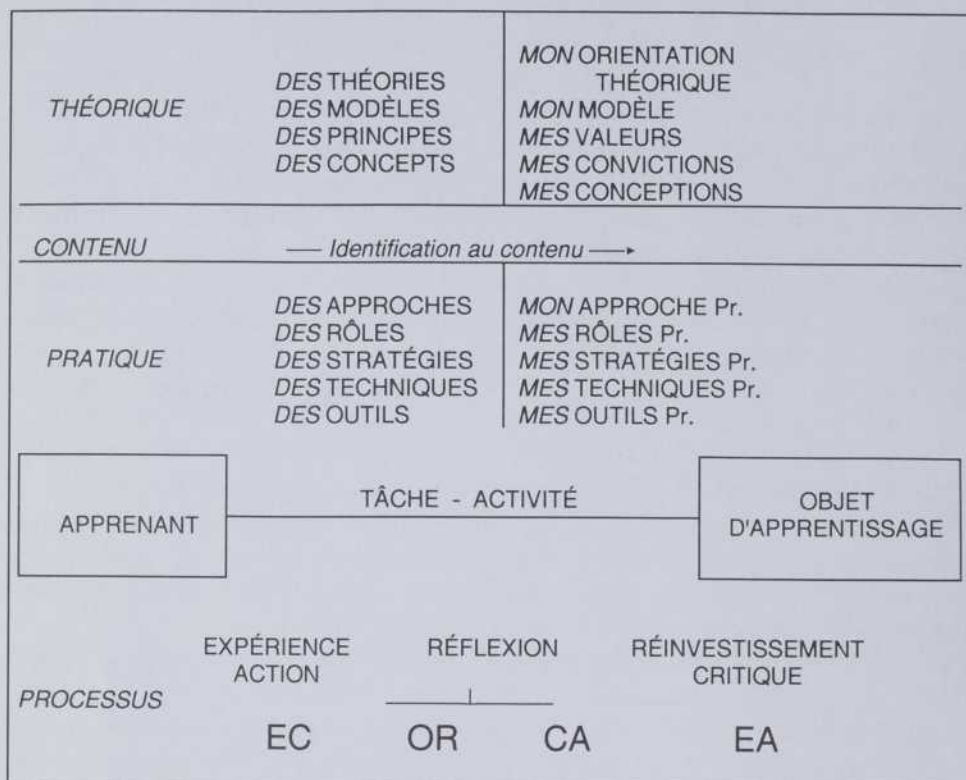 THÉORIQUE
DES THÉORIES
DES MODÈLES
DES PRINCIPES
DES CONCEPTS
MON ORIENTATION
THÉORIQUE
MON MODÈLE
MES VALEURS
MES CONVICTIONS
MES CONCEPTIONS
CONTENU
Identification au contenu
PRATIQUE
DES APPROCHES
DES RÔLES
DES STRATÉGIES
DES TECHNIQUES
DES OUTILS
MON APPROCHE Pr.
MES RÔLES Pr.
MES STRATÉGIES Pr.
MES TECHNIQUES Pr.
MES OUTILS Pr.
APPRENANT
TÂCHE - ACTIVITÉ
OBJET
D'APPRENTISSAGE
PROCESSUS
EXPÉRIENCE
ACTION
RÉFLEXION
RÉINVESTISSEMENT
CRITIQUE
EC OR CA EA